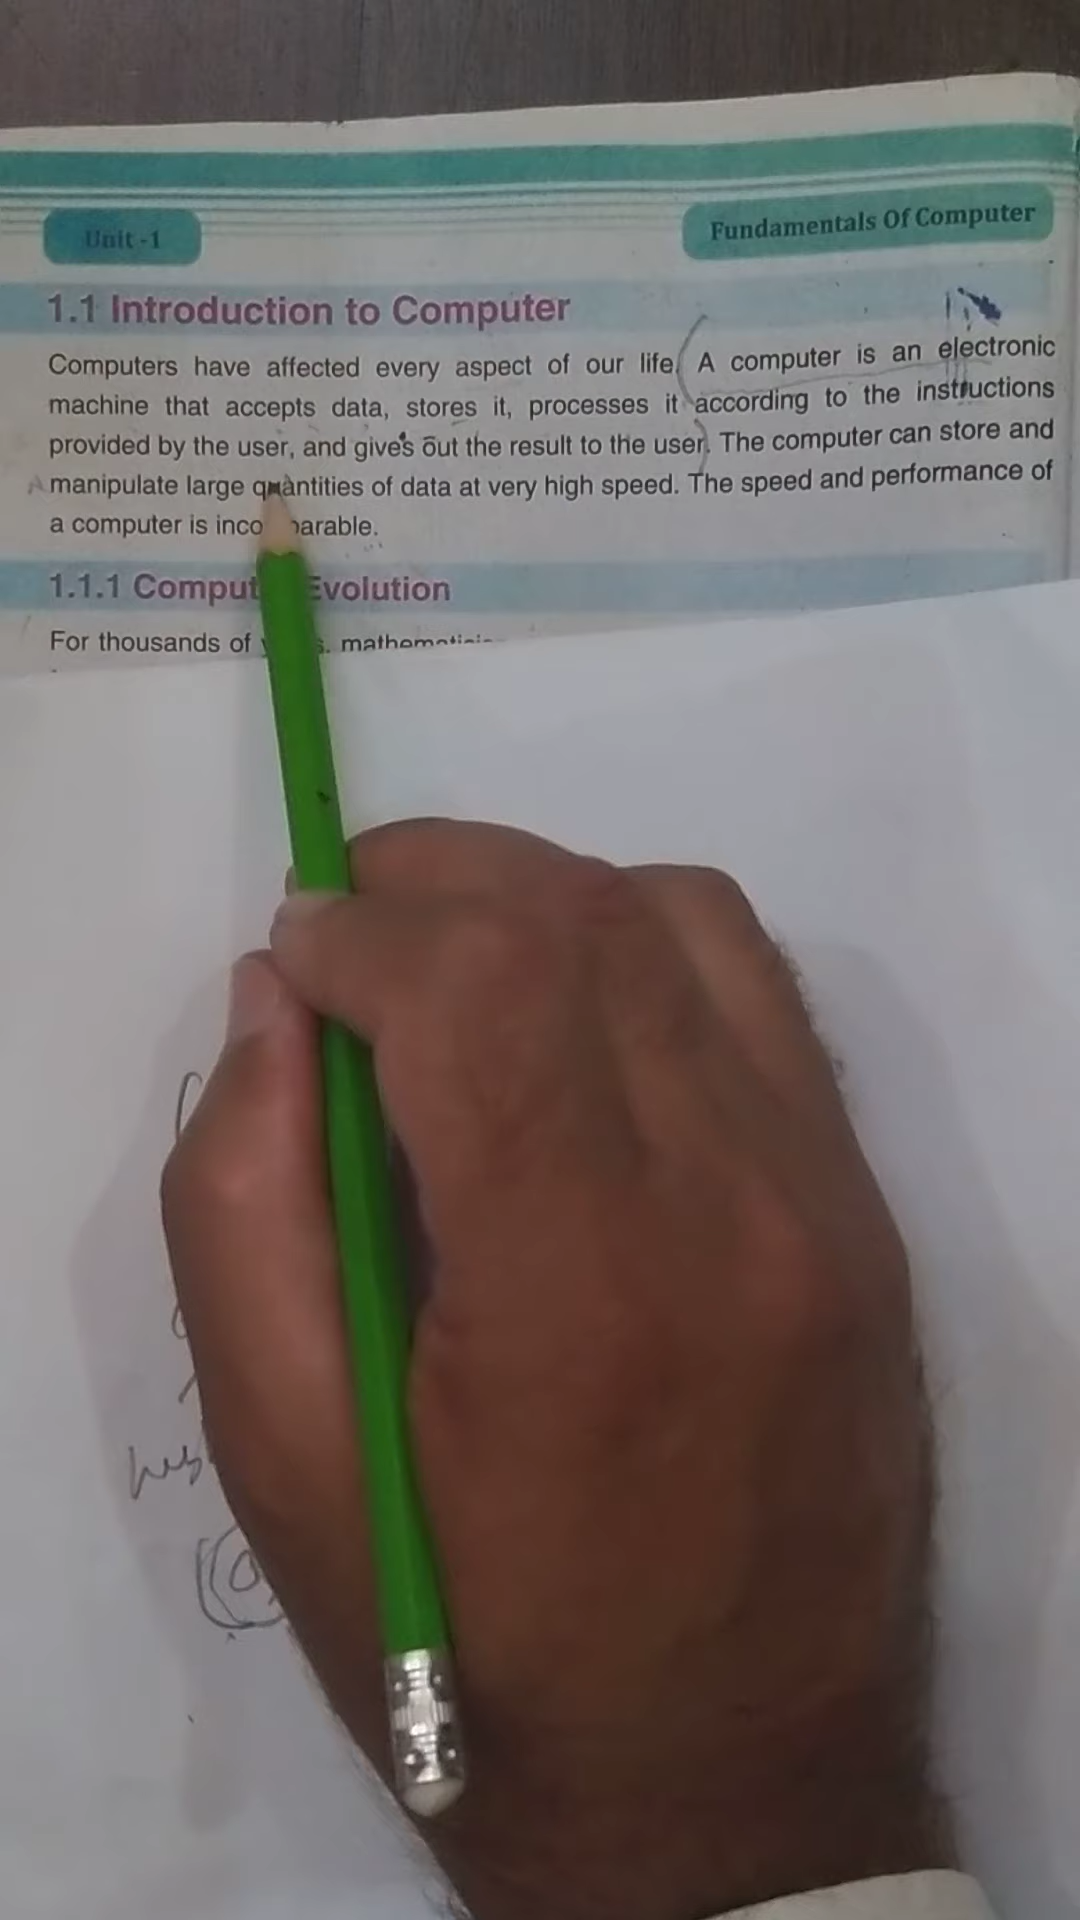 Unit -1
Fundamentals Of Computer
1.1 Introduction to Computer
Computers have affected every aspect of our life. A computer is an electronic
machine that accepts data, stores it, processes it according to the instructions
provided by the user, and gives out the result to the user. The computer can store and
manipulate large quantities of data at very high speed. The speed and performance of
a computer is inco parable.
1.1.1 Comput Evolution
For thousands of